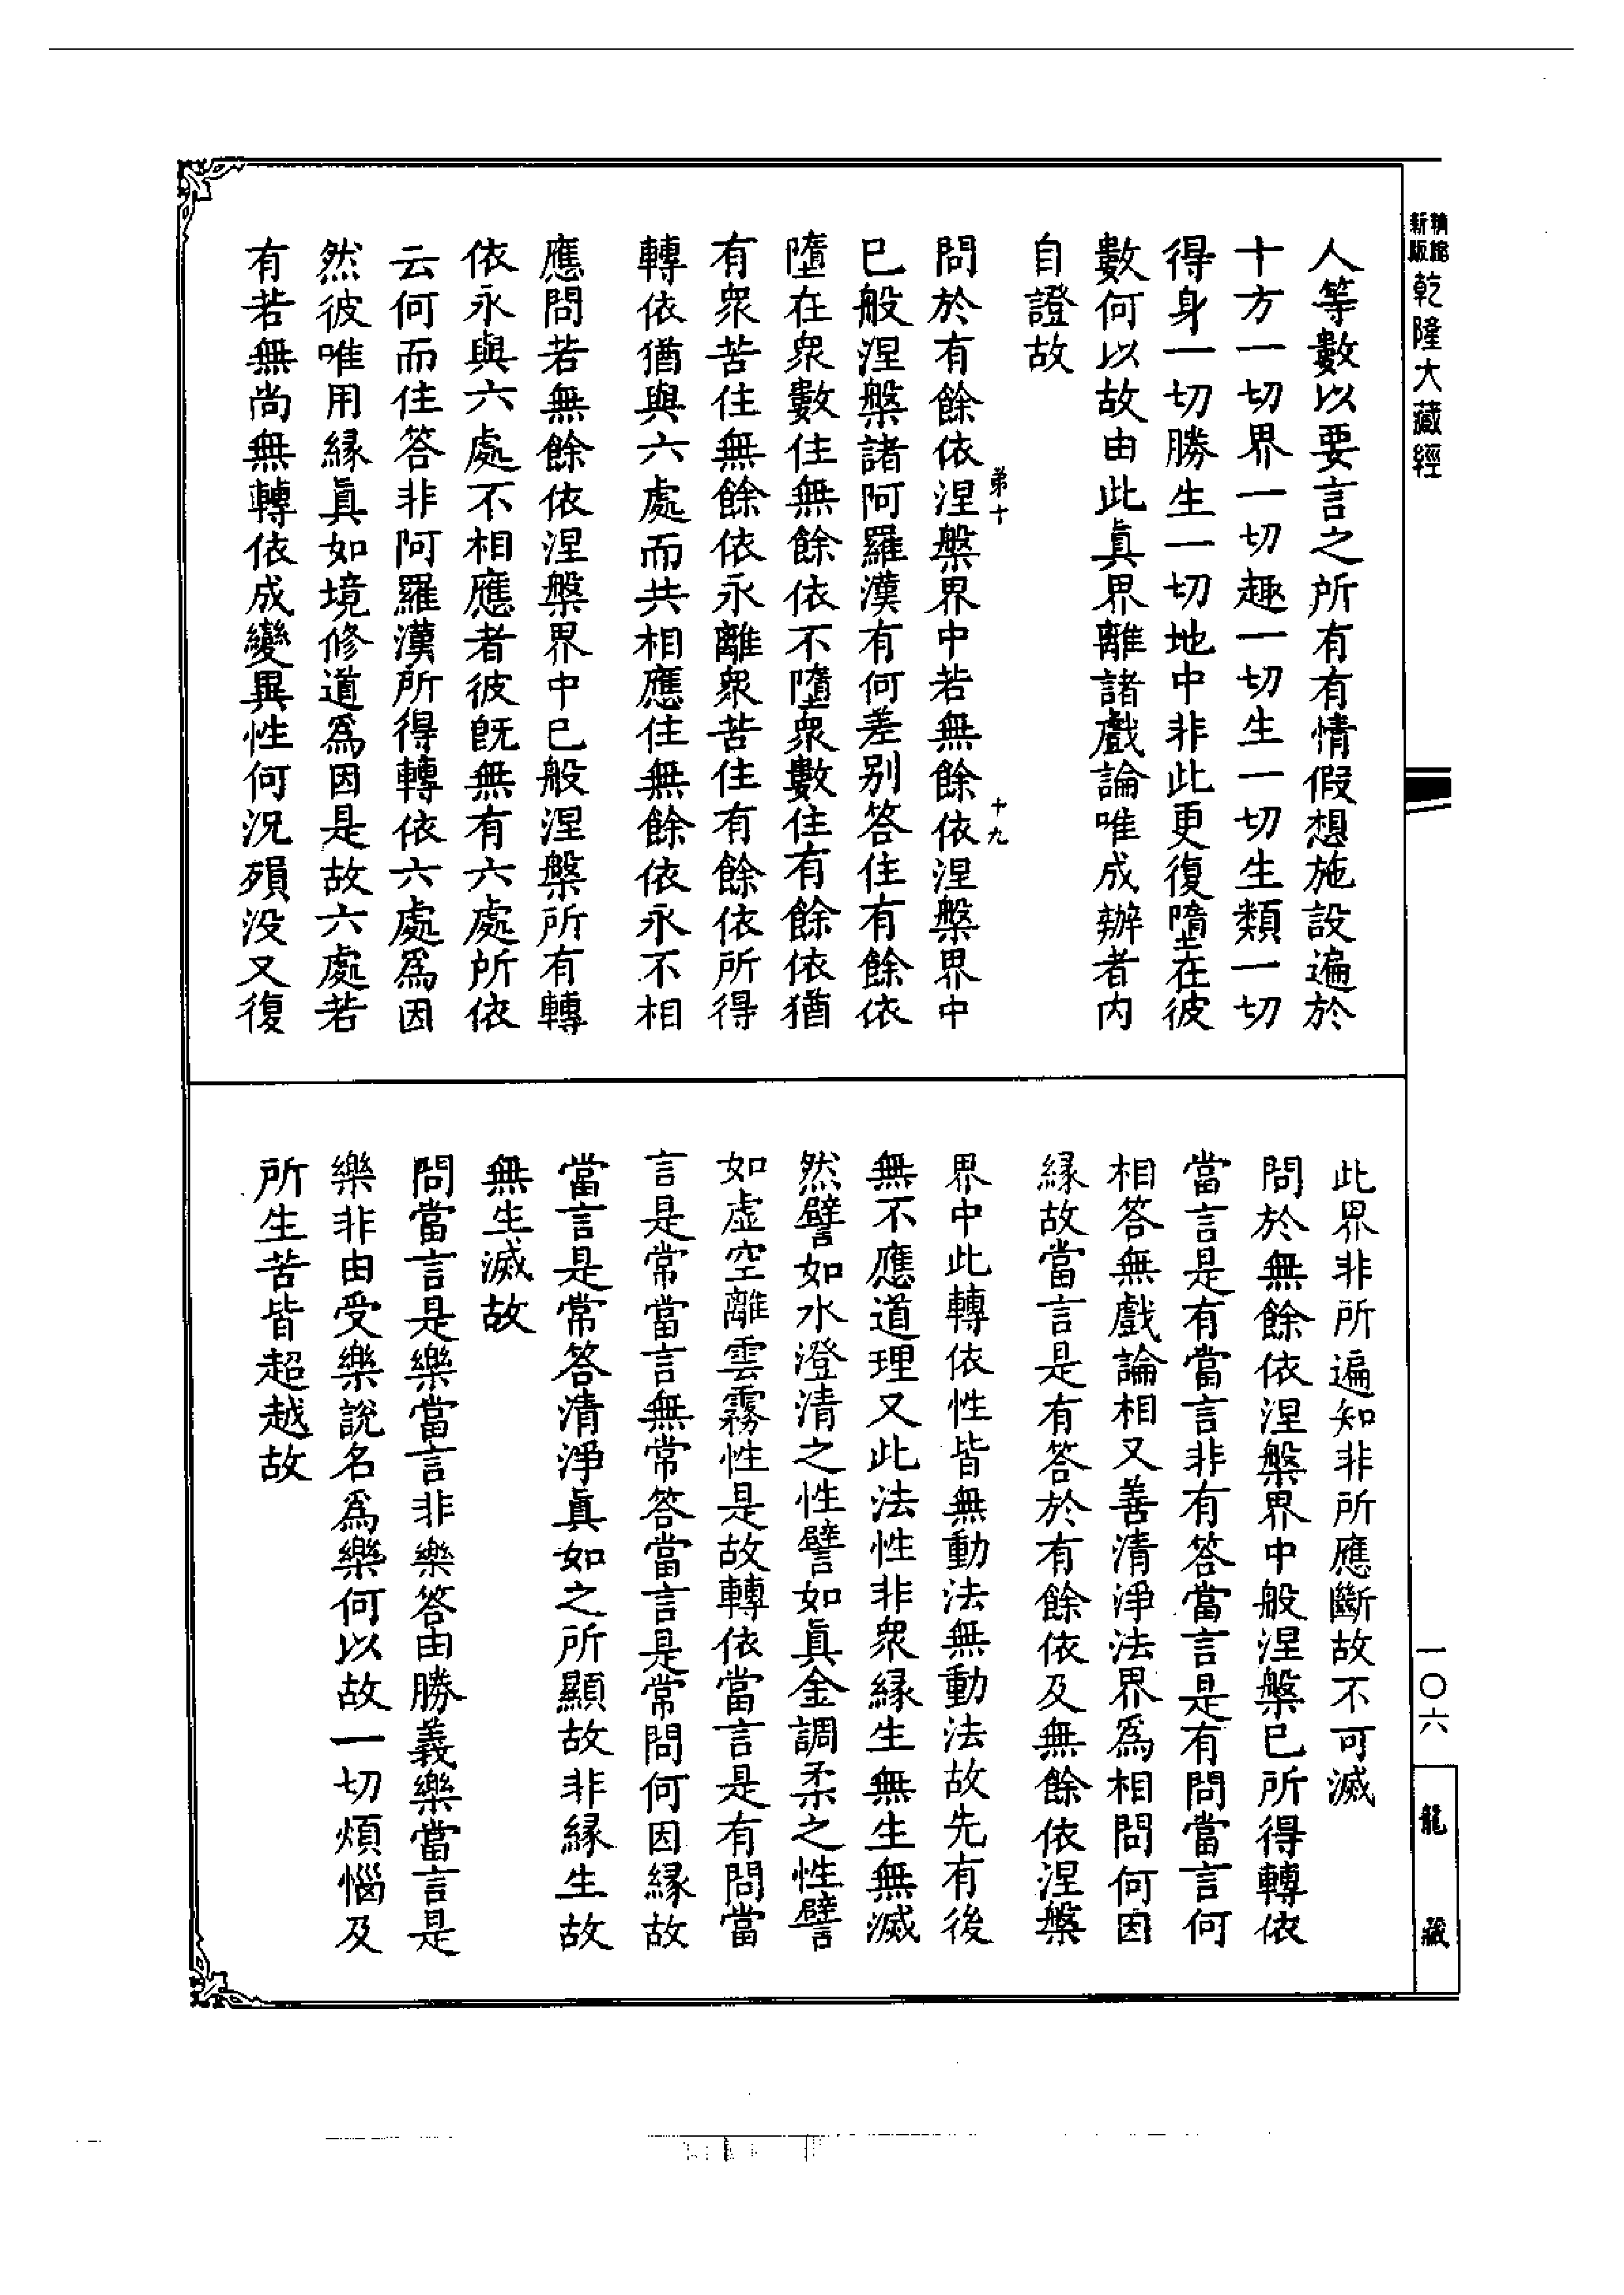 新版
精縮
乾隆大藏經
人等數以要言之所有有情假想施設遍於
十方一切界一切趣一切生一切生類一切
得身一切勝生一切地中非此更復墮在彼
數何以故由此眞界離諸戲論唯成辦者內
自證故
第十
十九
問於有餘依涅槃界中若無餘依涅槃界中
已般涅槃諸阿羅漢有何差別答住有餘依
墮在衆數住無餘依不墮衆數住有餘依猶
有衆苦住無餘依永離衆苦住有餘依所得
轉依猶與六處而共相應住無餘依永不相
應問若無餘依涅槃界中已般涅槃所有轉
依永與六處不相應者彼旣無有六處所依
云何而住答非阿羅漢所得轉依六處爲因
然彼唯用緣眞如境修道爲因是故六處若
有若無尚無轉依成變異性何況殞没又復
此界非所遍知非所應斷故不可滅
問於無餘依涅槃界中般涅槃已所得轉依
當言是有當言非有答當言是有問當言何
相答無戲論相又善清淨法界爲相問何因
緣故當言是有答於有餘依及無餘依涅槃
界中此轉依性皆無動法無動法故先有後
無不應道理又此法性非衆緣生無生無滅
然譬如水澄清之性譬如眞金調柔之性譬
如虛空離雲霧性是故轉依當言是有問當
言是常當言無常答當言是常問何因緣故
當言是常答清淨眞如之所顯故非緣生故
無生滅故
問當言是樂當言非樂答由勝義樂當言是
樂非由受樂說名爲樂何以故一切煩惱及
所生苦皆超越故
一〇六
龍藏